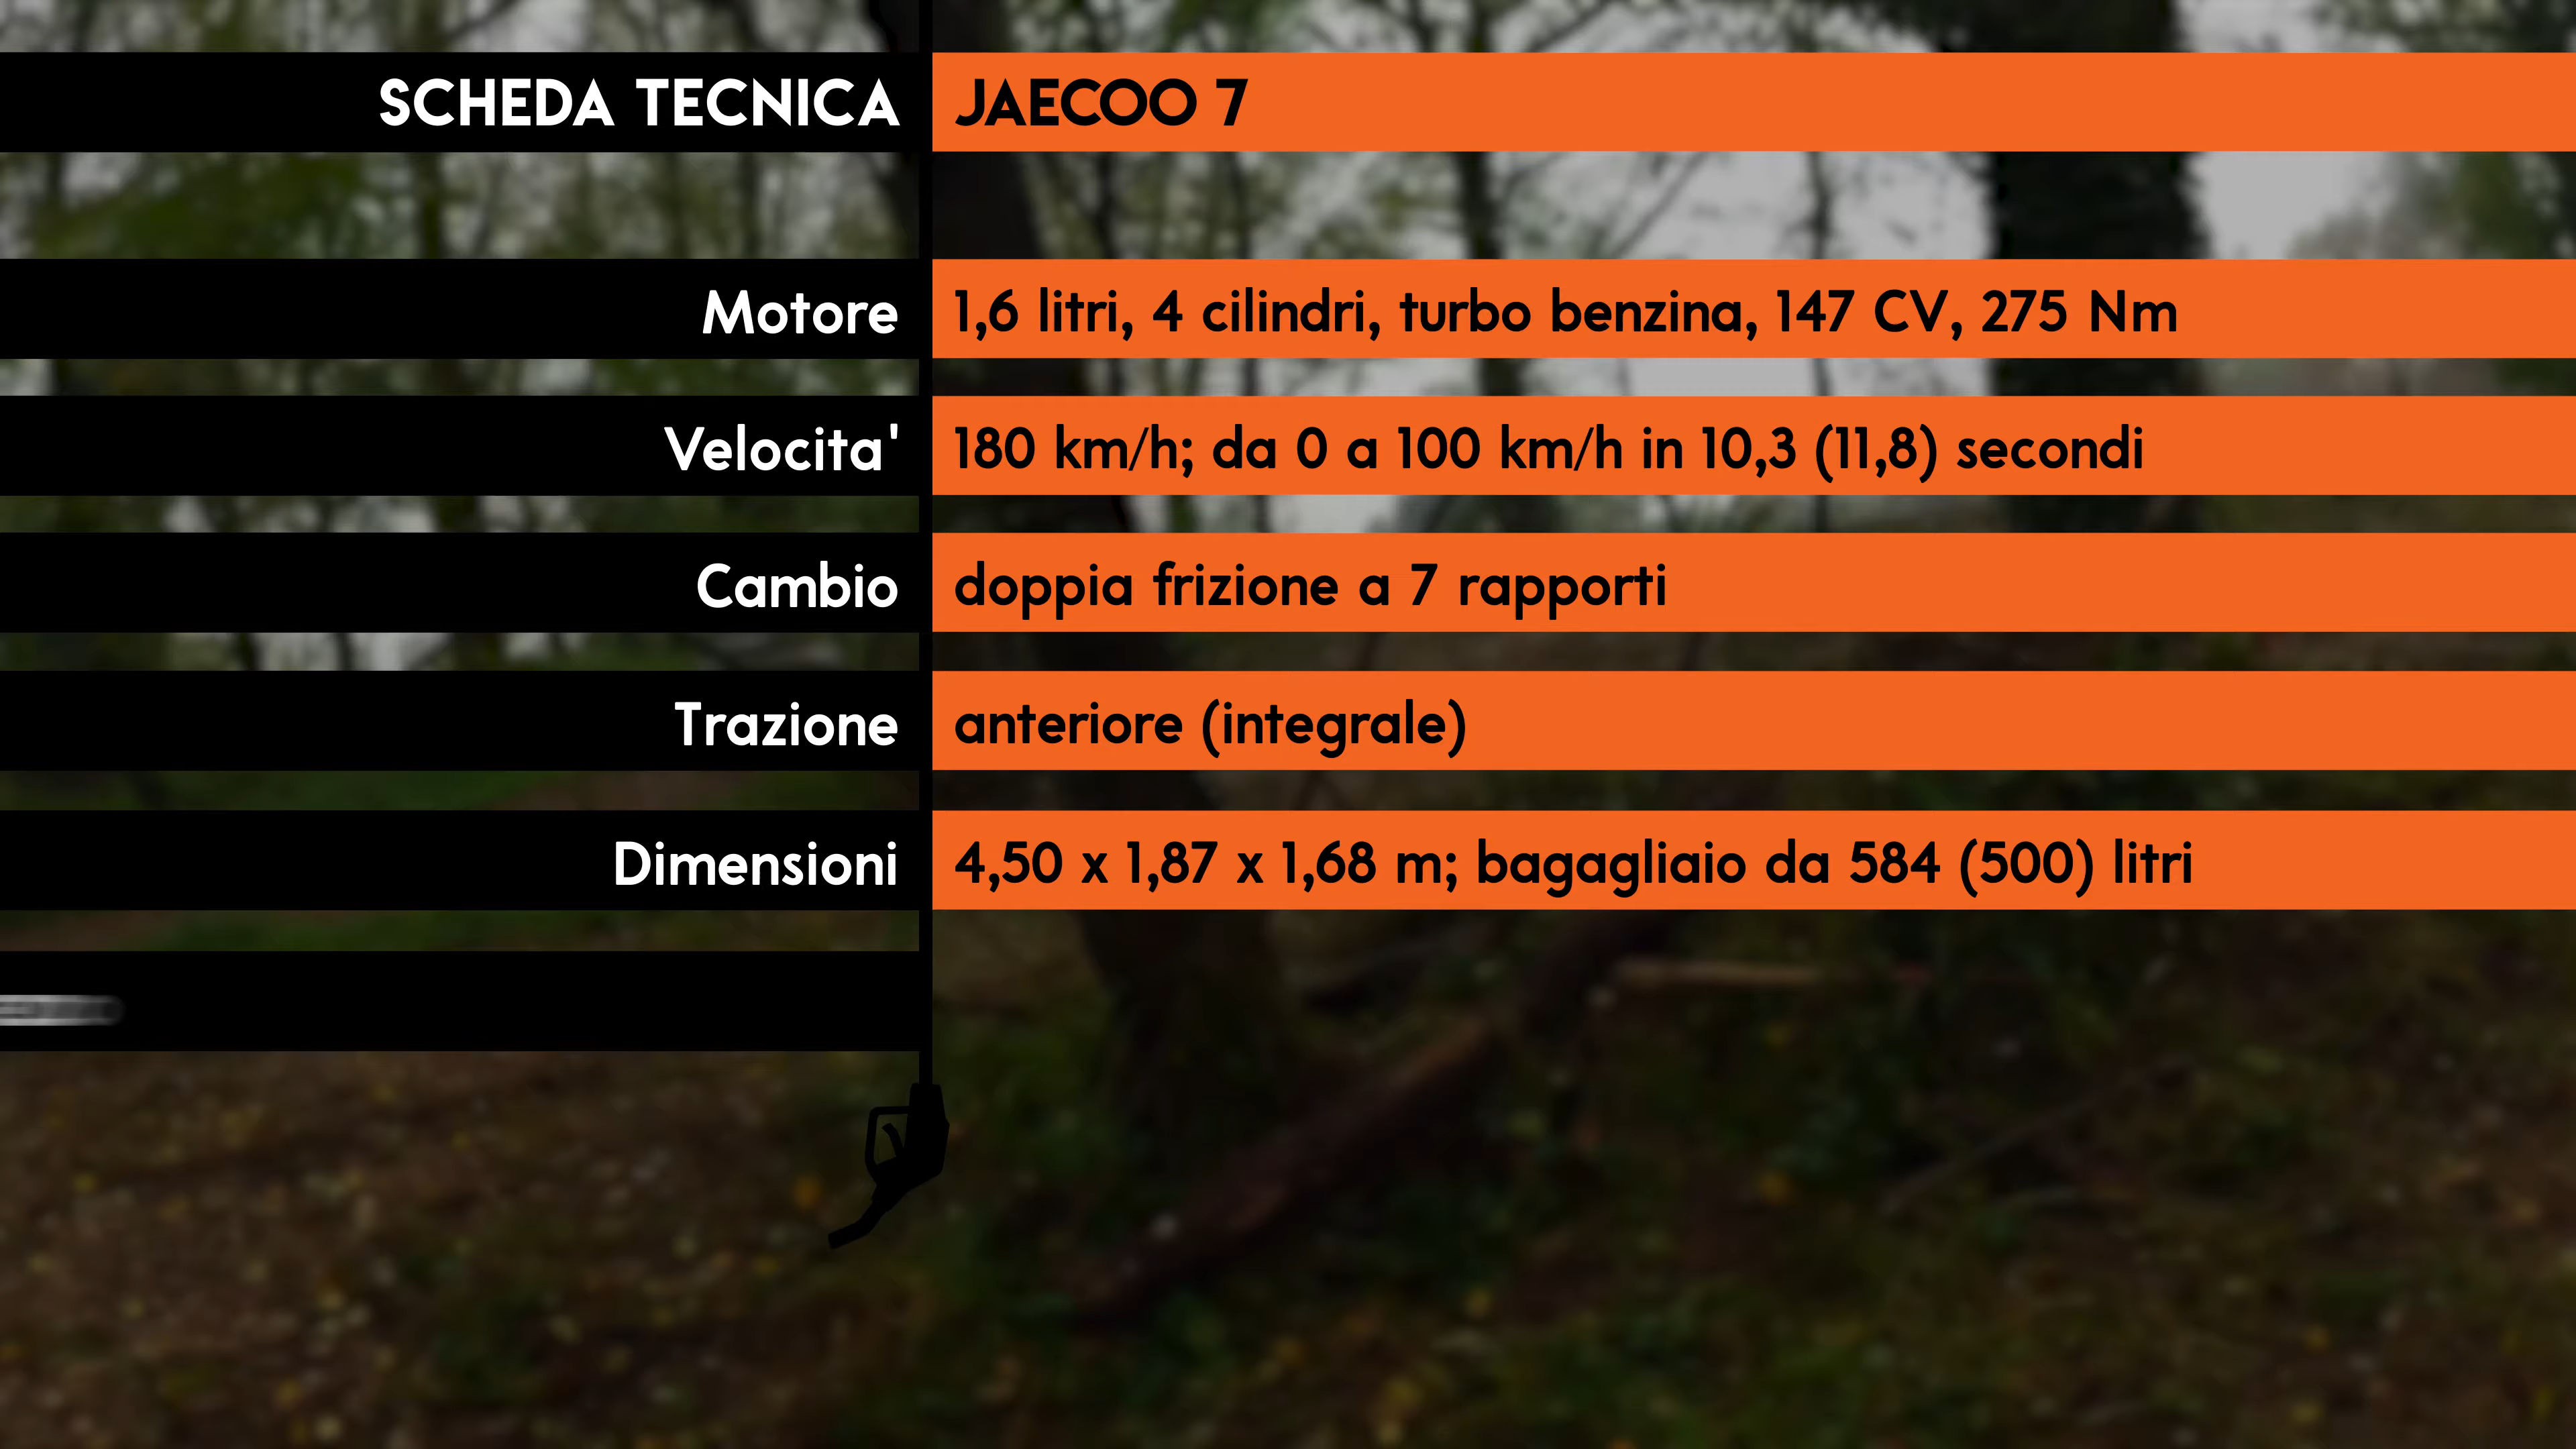 SCHEDA TECNICA JAECOO 7
Motore 1,6 litri, 4 cilindri, turbo benzina, 147 CV, 275 Nm
Velocita' 180 km/h; da 0 a 100 km/h in 10,3 (11,8) secondi
Cambio doppia frizione a 7 rapporti
Trazione anteriore (integrale)
Dimensioni 4,50 x 1,87 x 1,68 m; bagagliaio da 584 (500) litri